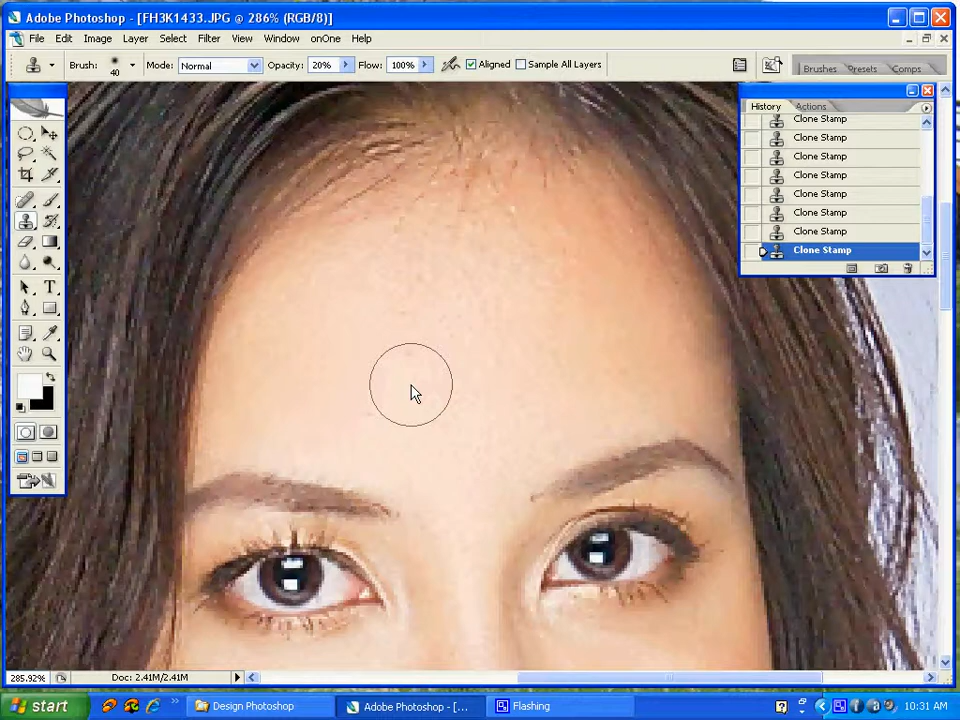 Adobe Photoshop - [FH3K1433.JPG @ 286% (RGB/8)]
File Edit Image Layer Select Filter View Window onOne Help
Brush: 40 Mode: Normal Opacity: 20% Flow: 100% Aligned Sample All Layers
Brushes Presets Comps
History Actions
Clone Stamp
Clone Stamp
Clone Stamp
Clone Stamp
Clone Stamp
Clone Stamp
Clone Stamp
Clone Stamp
T
285.92% Doc: 2.41M/2.41M
start Design Photoshop Adobe Photoshop - [... Flashing 10:31 AM